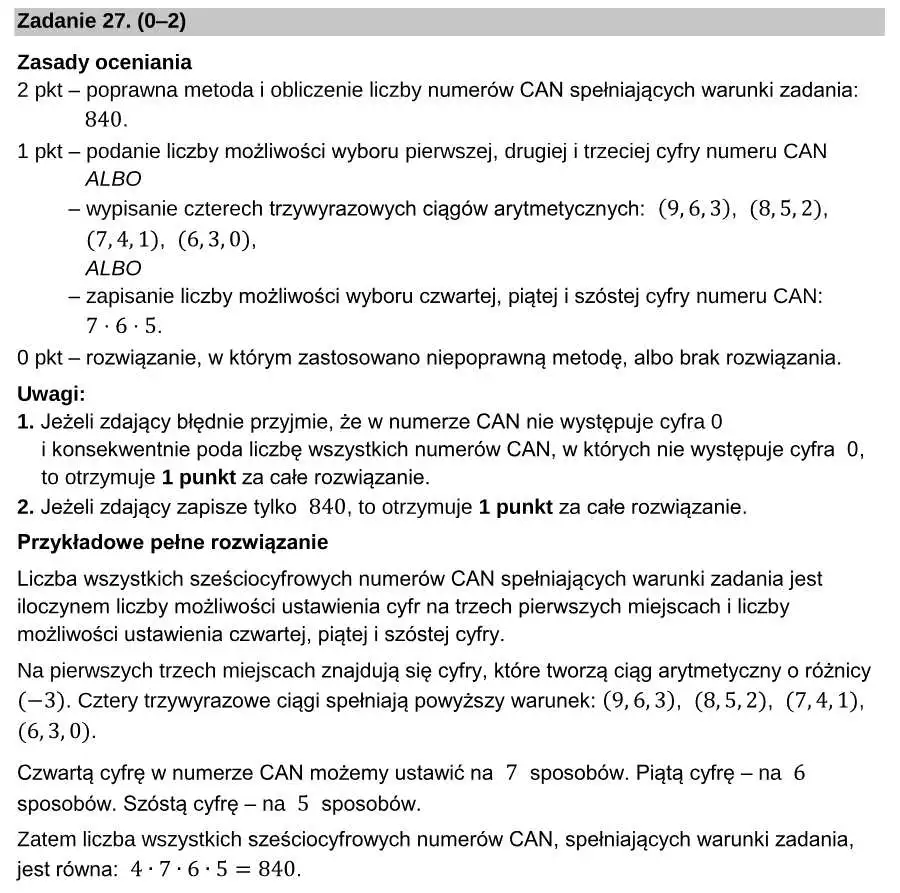 Zadanie 27. (0–2)
Zasady oceniania
2 pkt – poprawna metoda i obliczenie liczby numerów CAN spełniających warunki zadania:
840.
1 pkt – podanie liczby możliwości wyboru pierwszej, drugiej i trzeciej cyfry numeru CAN
ALBO
– wypisanie czterech trzywyrazowych ciągów arytmetycznych: (9, 6, 3), (8, 5, 2),
(7, 4, 1), (6, 3, 0),
ALBO
– zapisanie liczby możliwości wyboru czwartej, piątej i szóstej cyfry numeru CAN:
7 · 6 · 5.
0 pkt – rozwiązanie, w którym zastosowano niepoprawną metodę, albo brak rozwiązania.
Uwagi:
1. Jeżeli zdający błędnie przyjmie, że w numerze CAN nie występuje cyfra 0
i konsekwentnie poda liczbę wszystkich numerów CAN, w których nie występuje cyfra 0,
to otrzymuje 1 punkt za całe rozwiązanie.
2. Jeżeli zdający zapisze tylko 840, to otrzymuje 1 punkt za całe rozwiązanie.
Przykładowe pełne rozwiązanie
Liczba wszystkich sześciocyfrowych numerów CAN spełniających warunki zadania jest
iloczynem liczby możliwości ustawienia cyfr na trzech pierwszych miejscach i liczby
możliwości ustawienia czwartej, piątej i szóstej cyfry.
Na pierwszych trzech miejscach znajdują się cyfry, które tworzą ciąg arytmetyczny o różnicy
(−3). Cztery trzywyrazowe ciągi spełniają powyższy warunek: (9, 6, 3), (8, 5, 2), (7, 4, 1),
(6, 3, 0).
Czwartą cyfrę w numerze CAN możemy ustawić na 7 sposobów. Piątą cyfrę – na 6
sposobów. Szóstą cyfrę – na 5 sposobów.
Zatem liczba wszystkich sześciocyfrowych numerów CAN, spełniających warunki zadania,
jest równa: 4 · 7 · 6 · 5 = 840.